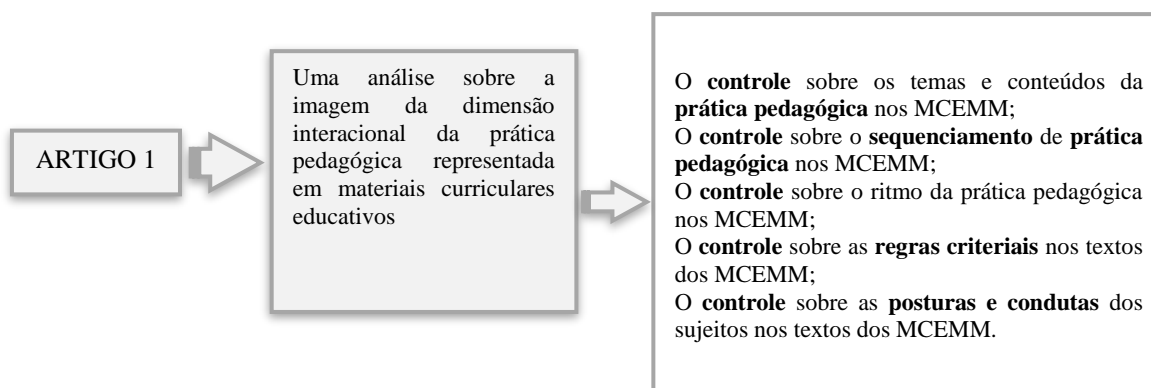 ARTIGO 1
Uma análise sobre a
imagem da dimensão
interacional da prática
pedagógica representada
em materiais curriculares
educativos
O controle sobre os temas e conteúdos da
prática pedagógica nos MCEMM;
O controle sobre o sequenciamento de prática
pedagógica nos MCEMM;
O controle sobre o ritmo da prática pedagógica
nos MCEMM;
O controle sobre as regras criteriais nos textos
dos MCEMM;
O controle sobre as posturas e condutas dos
sujeitos nos textos dos MCEMM.